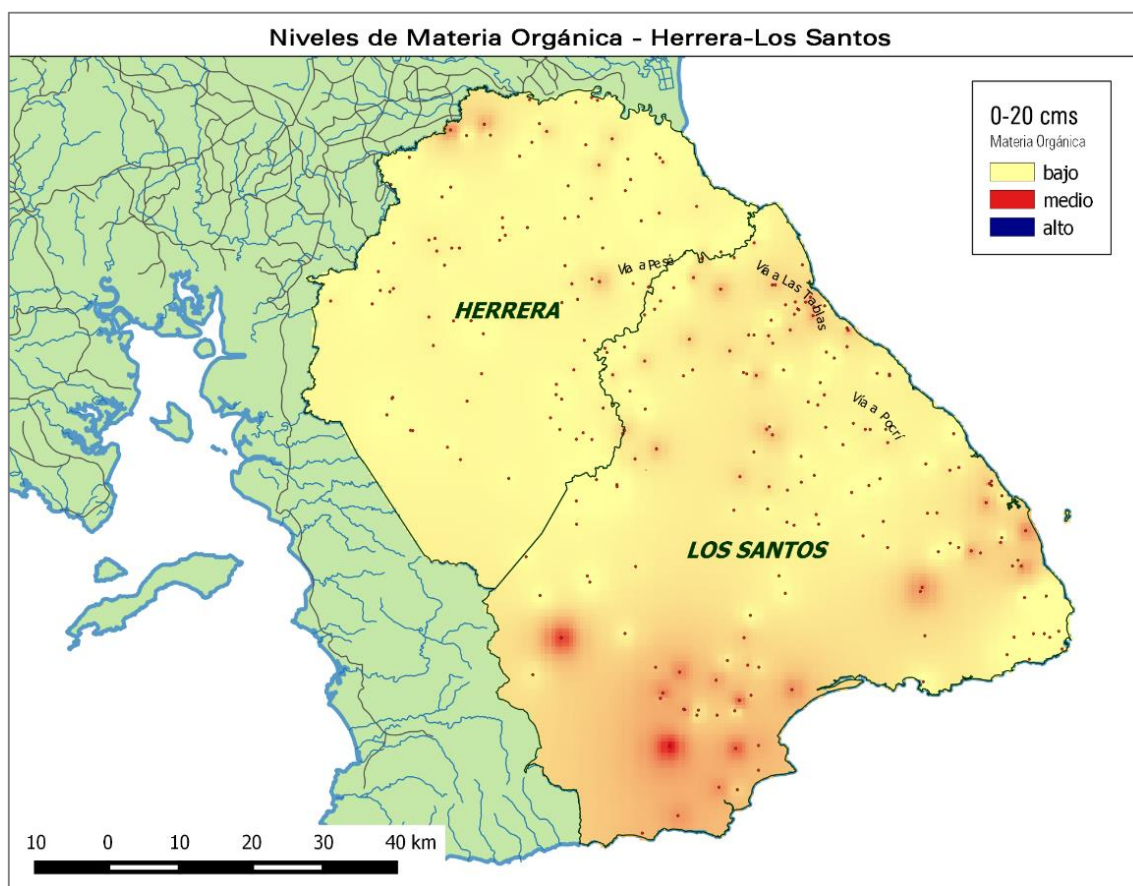 Niveles de Materia Orgánica - Herrera-Los Santos
0-20 cms
Materia Orgánica
bajo
medio
alto
Vía a Pesé
Vía a Las Tablas
HERRERA
Vía a Pocrí
LOS SANTOS
10 0 10 20 30 40 km